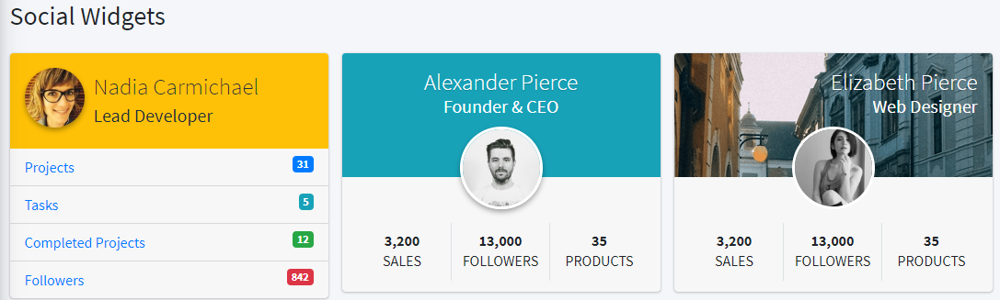 Social Widgets
Nadia Carmichael
Lead Developer
Projects 31
Tasks 5
Completed Projects 12
Followers 842
Alexander Pierce
Founder & CEO
3,200 13,000 35
SALES FOLLOWERS PRODUCTS
Elizabeth Pierce
Web Designer
3,200 13,000 35
SALES FOLLOWERS PRODUCTS